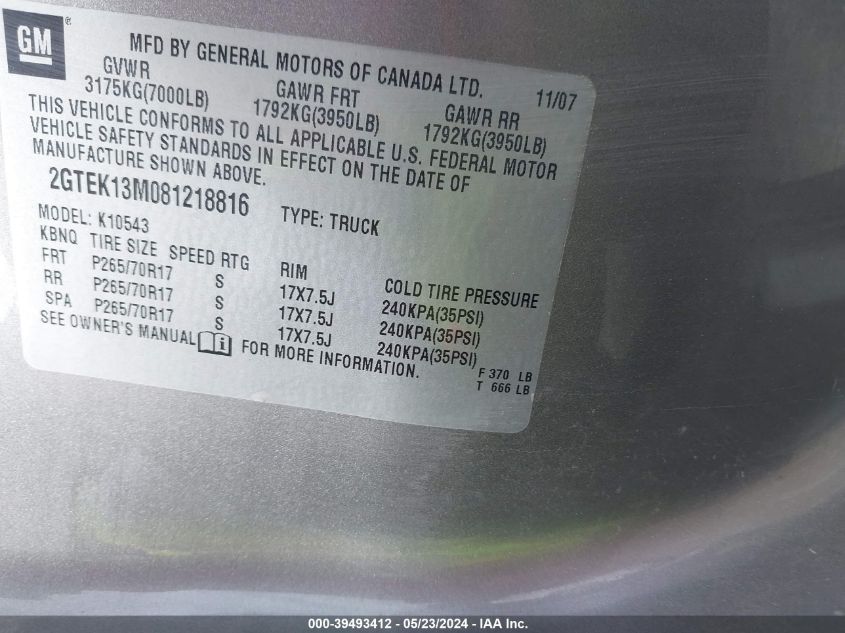 GM®
MFD BY GENERAL MOTORS OF CANADA LTD.
11/07
GVWR GAWR FRT GAWR RR
3175KG(7000LB) 1792KG(3950LB) 1792KG(3950LB)
THIS VEHICLE CONFORMS TO ALL APPLICABLE U.S. FEDERAL MOTOR
VEHICLE SAFETY STANDARDS IN EFFECT ON THE DATE OF
MANUFACTURE SHOWN ABOVE.
2GTEK13M081218816 TYPE: TRUCK
MODEL: K10543
KBNQ TIRE SIZE SPEED RTG RIM COLD TIRE PRESSURE
FRT P265/70R17 S 17X7.5J 240KPA(35PSI)
RR P265/70R17 S 17X7.5J 240KPA(35PSI)
SPA P265/70R17 S 17X7.5J 240KPA(35PSI)
SEE OWNER'S MANUAL FOR MORE INFORMATION.
F 370 LB
T 666 LB
000-39493412 - 05/23/2024 - IAA Inc.